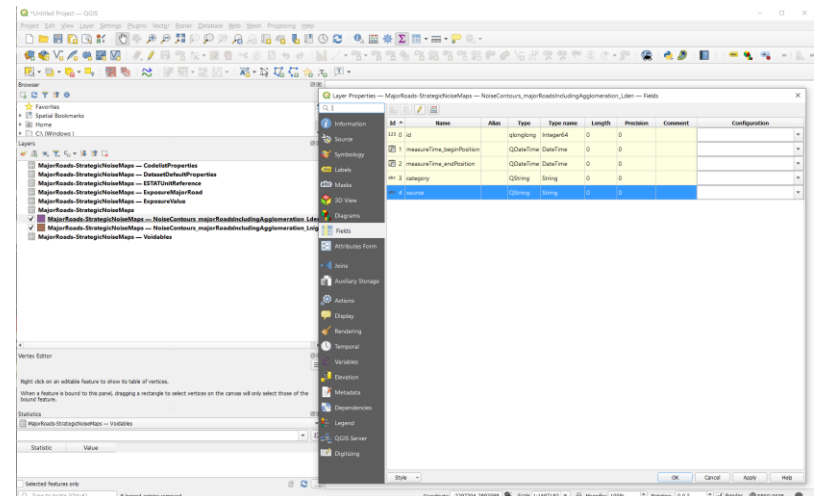 *Untitled Project — QGIS
Project Edit View Layer Settings Plugins Vector Raster Database Web Mesh Processing Help
Browser
Favorites
Spatial Bookmarks
Home
C:\ (Windows)
Layers
MajorRoads-StrategicNoiseMaps — CodelistProperties
MajorRoads-StrategicNoiseMaps — DatasetDefaultProperties
MajorRoads-StrategicNoiseMaps — ESTATUnitReference
MajorRoads-StrategicNoiseMaps — ExposureMajorRoad
MajorRoads-StrategicNoiseMaps — ExposureValue
MajorRoads-StrategicNoiseMaps
MajorRoads-StrategicNoiseMaps — NoiseContours_majorRoadsIncludingAgglomeration_Lden
MajorRoads-StrategicNoiseMaps — NoiseContours_majorRoadsIncludingAgglomeration_Lnig
MajorRoads-StrategicNoiseMaps — Voidables
Vertex Editor
Right click on an editable feature to show its table of vertices.
When a feature is bound to this panel, dragging a rectangle to select vertices on the canvas will only select those of the
bound feature.
Statistics
MajorRoads-StrategicNoiseMaps — Voidables
Statistic Value
Selected features only
Layer Properties — MajorRoads-StrategicNoiseMaps — NoiseContours_majorRoadsIncludingAgglomeration_Lden — Fields
Information
Source
Symbology
Labels
Masks
3D View
Diagrams
Fields
Attributes Form
Joins
Auxiliary Storage
Actions
Display
Rendering
Temporal
Variables
Elevation
Metadata
Dependencies
Legend
QGIS Server
Digitizing
Id Name Alias Type Type name Length Precision Comment Configuration
123 0 id qlonglong Integer64 0 0
1 measureTime_beginPosition QDateTime DateTime 0 0
2 measureTime_endPosition QDateTime DateTime 0 0
abc 3 category QString String 0 0
abc 4 source QString String 0 0
Style OK Cancel Apply Help